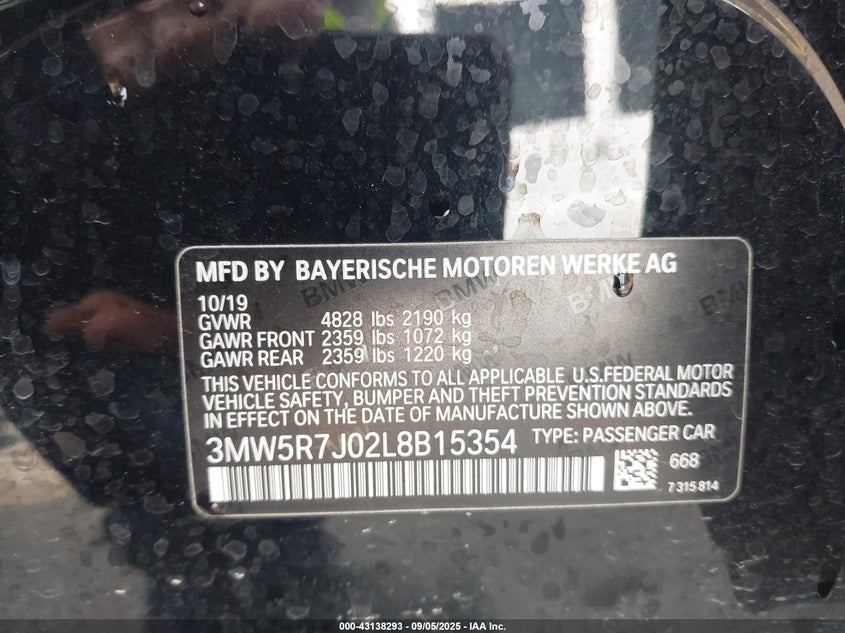 MFD BY BAYERISCHE MOTOREN WERKE AG
10/19
GVWR 4828 lbs 2190 kg
GAWR FRONT 2359 lbs 1072 kg
GAWR REAR 2359 lbs 1220 kg
THIS VEHICLE CONFORMS TO ALL APPLICABLE U.S.FEDERAL MOTOR
VEHICLE SAFETY, BUMPER AND THEFT PREVENTION STANDARDS
IN EFFECT ON THE DATE OF MANUFACTURE SHOWN ABOVE.
3MW5R7J02L8B15354 TYPE: PASSENGER CAR
668
7 315 814
000-43138293 - 09/05/2025 - IAA Inc.